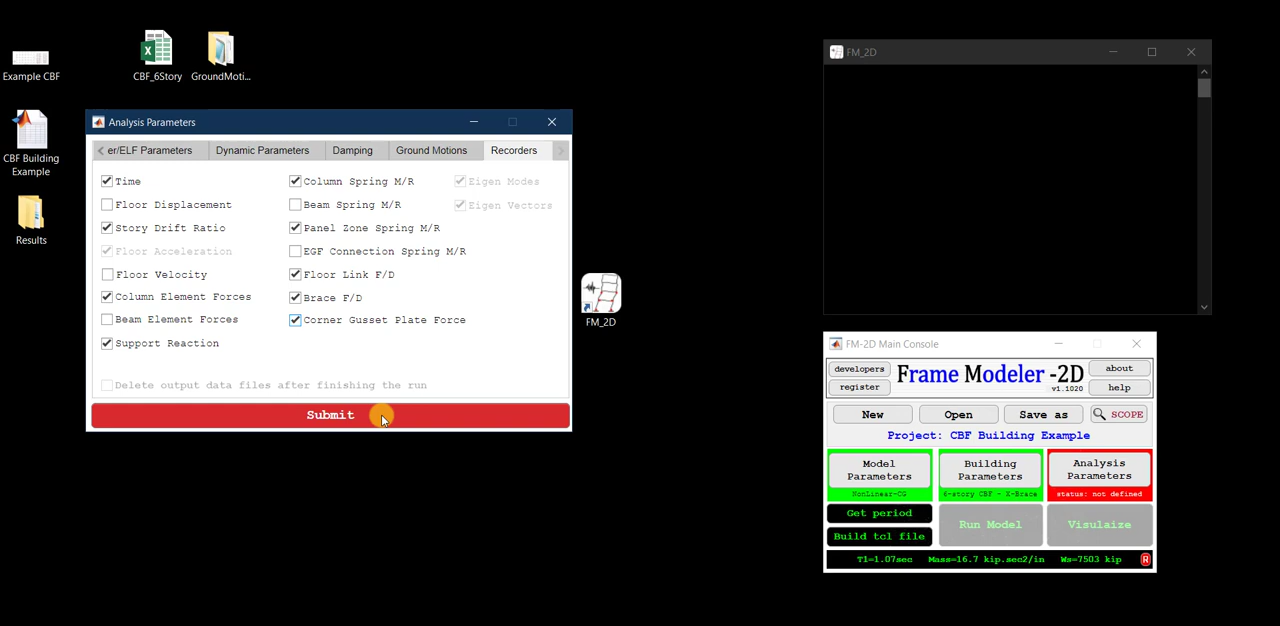 Example CBF
CBF_6Story
GroundMoti...
CBF Building
Example
Results
FM_2D
Analysis Parameters
er/ELF Parameters
Dynamic Parameters
Damping
Ground Motions
Recorders
Time
Floor Displacement
Story Drift Ratio
Floor Acceleration
Floor Velocity
Column Element Forces
Beam Element Forces
Support Reaction
Column Spring M/R
Beam Spring M/R
Panel Zone Spring M/R
EGF Connection Spring M/R
Floor Link F/D
Brace F/D
Corner Gusset Plate Force
Eigen Modes
Eigen Vectors
Delete output data files after finishing the run
Submit
FM_2D
FM-2D Main Console
developers
register
Frame Modeler -2D
v1.1020
about
help
New
Open
Save as
SCOPE
Project: CBF Building Example
Model
Parameters
Nonlinear-CG
Building
Parameters
6-story CBF - X-Brace
Analysis
Parameters
status: not defined
Get period
Build tcl file
Run Model
Visulaize
T1=1.07sec
Mass=16.7 kip.sec2/in
Ws=7503 kip
R